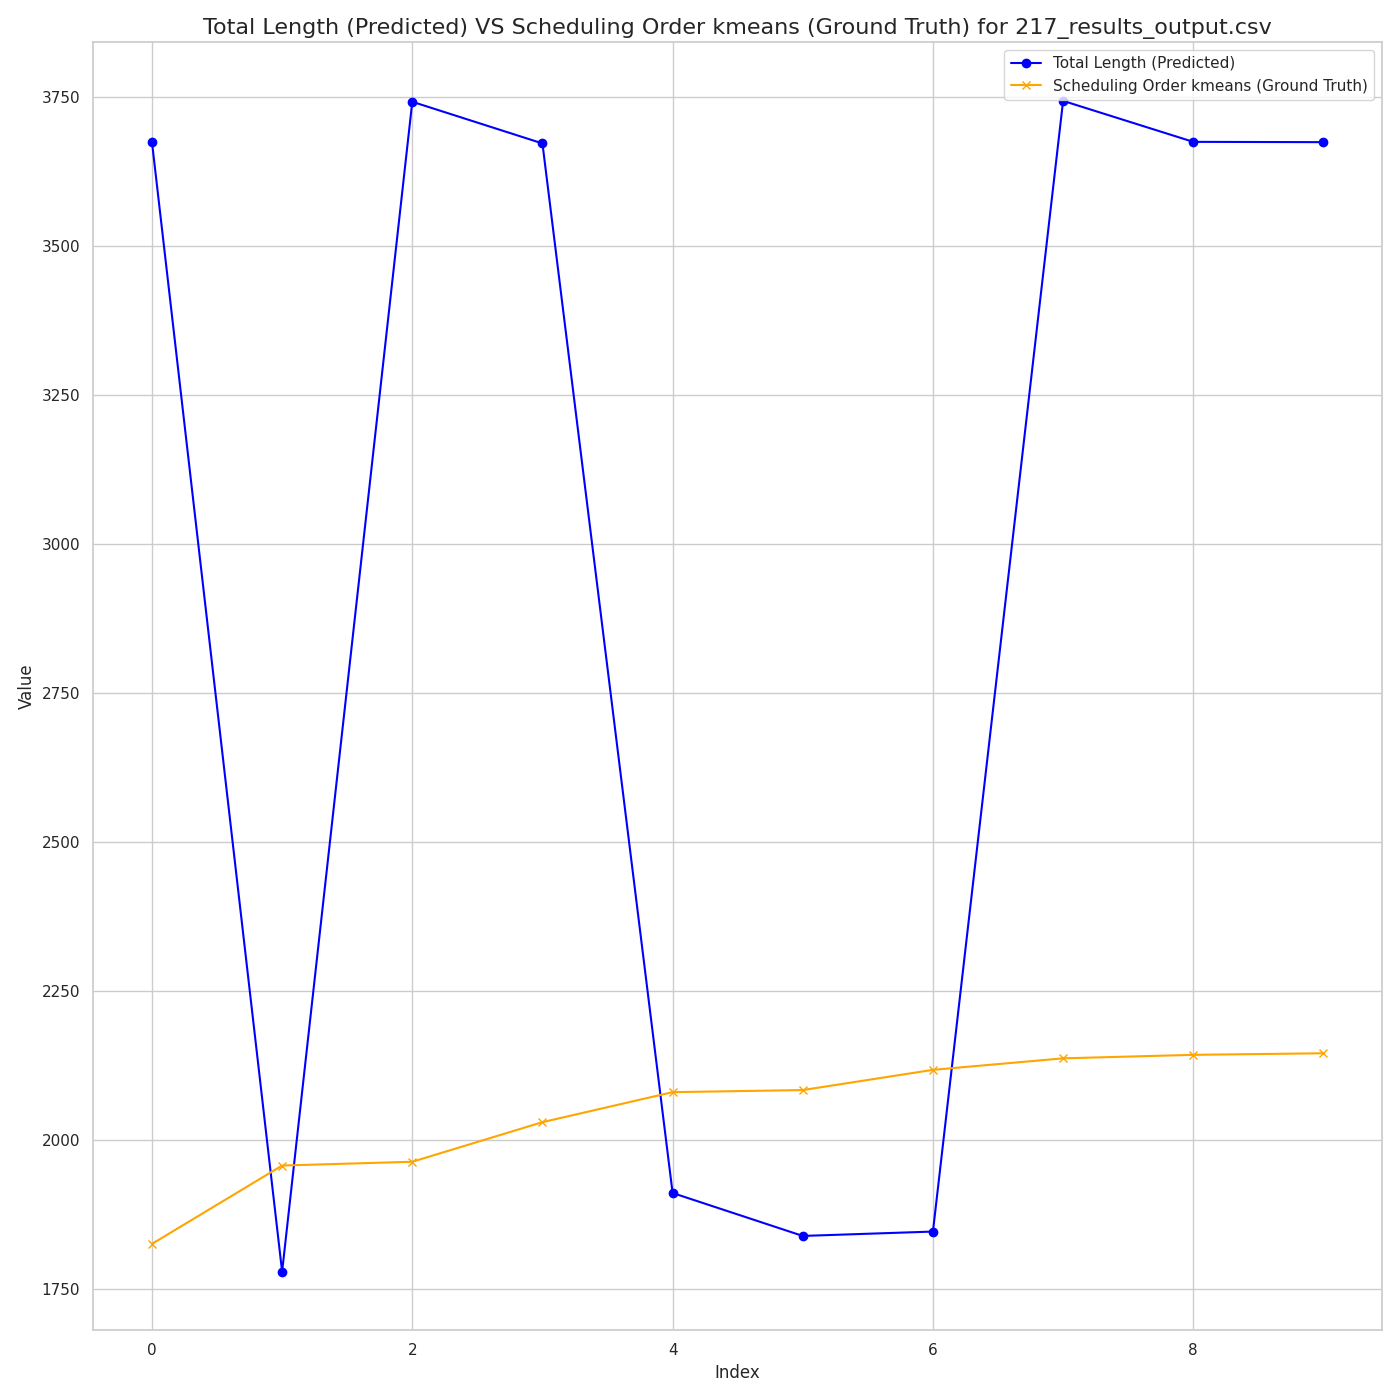 Total Length (Predicted) VS Scheduling Order kmeans (Ground Truth) for 217_results_output.csv
Total Length (Predicted)
Scheduling Order kmeans (Ground Truth)
3750
3500
3250
3000
2750
2500
2250
2000
1750
Value
0
2
4
6
8
Index